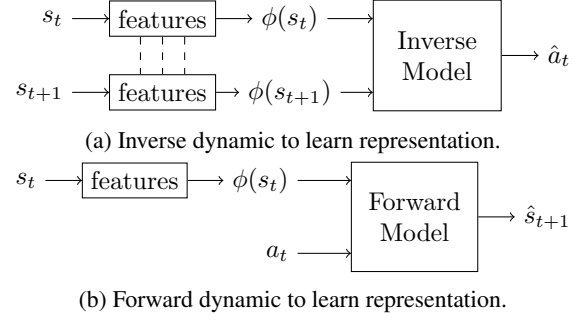 s_t features ϕ(s_t)
Inverse Model â_t
s_{t+1} features ϕ(s_{t+1})
(a) Inverse dynamic to learn representation.
s_t features ϕ(s_t)
Forward Model ŝ_{t+1}
a_t
(b) Forward dynamic to learn representation.